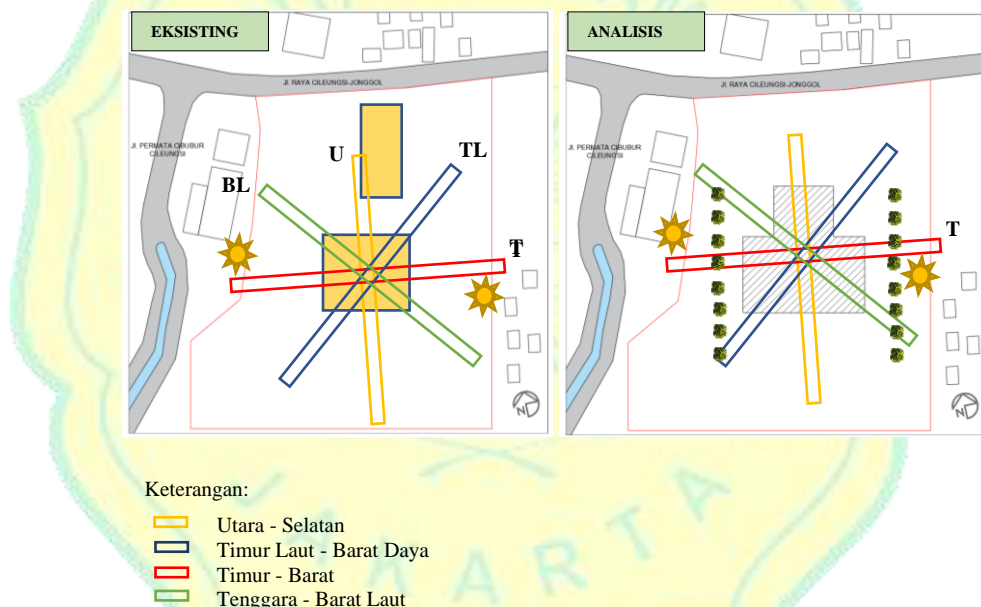 EKSISTING
JL. RAYA CILEUNGSI-JONGGOL
JL. PERMATA CIBUBUR
CILEUNGSI
U
TL
BL
T
N
ANALISIS
JL. RAYA CILEUNGSI-JONGGOL
JL. PERMATA CIBUBUR
CILEUNGSI
T
N
Keterangan:
Utara - Selatan
Timur Laut - Barat Daya
Timur - Barat
Tenggara - Barat Laut
JAKARTA